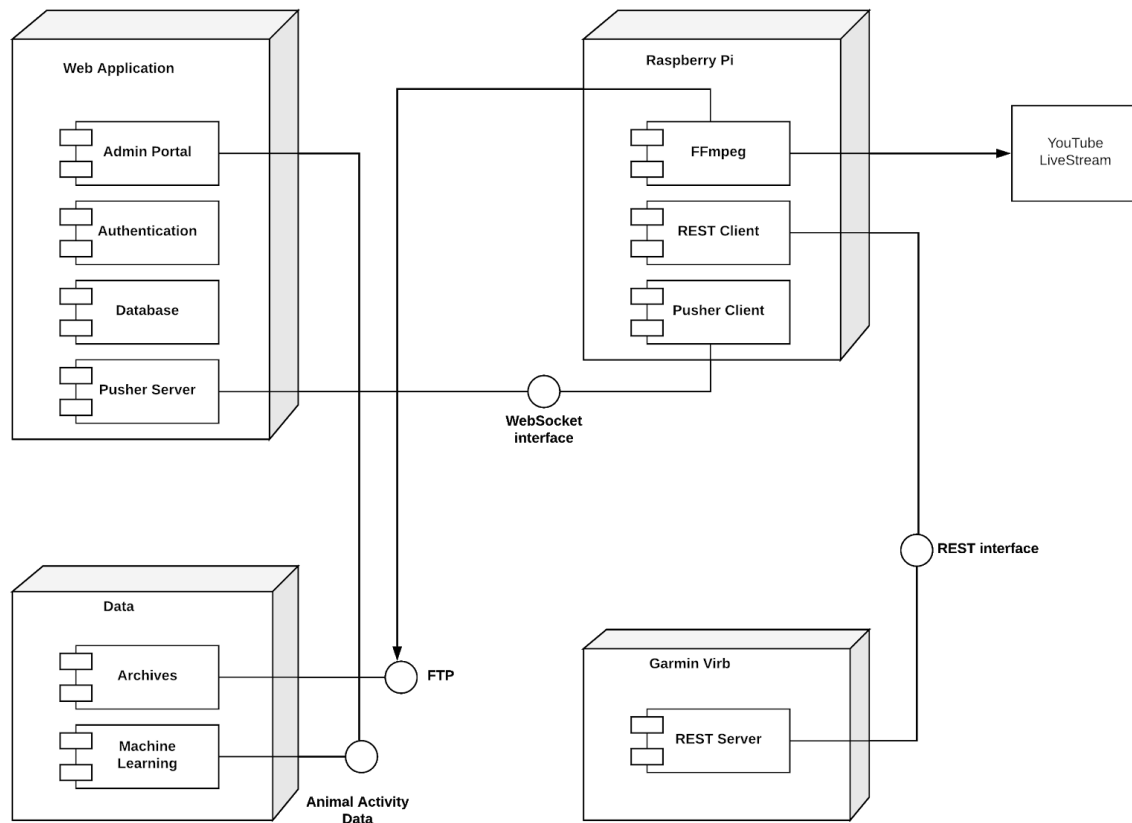 Web Application
Admin Portal
Authentication
Database
Pusher Server
Raspberry Pi
FFmpeg
REST Client
Pusher Client
YouTube
LiveStream
WebSocket
interface
REST interface
Data
Archives
Machine
Learning
FTP
Animal Activity
Data
Garmin Virb
REST Server